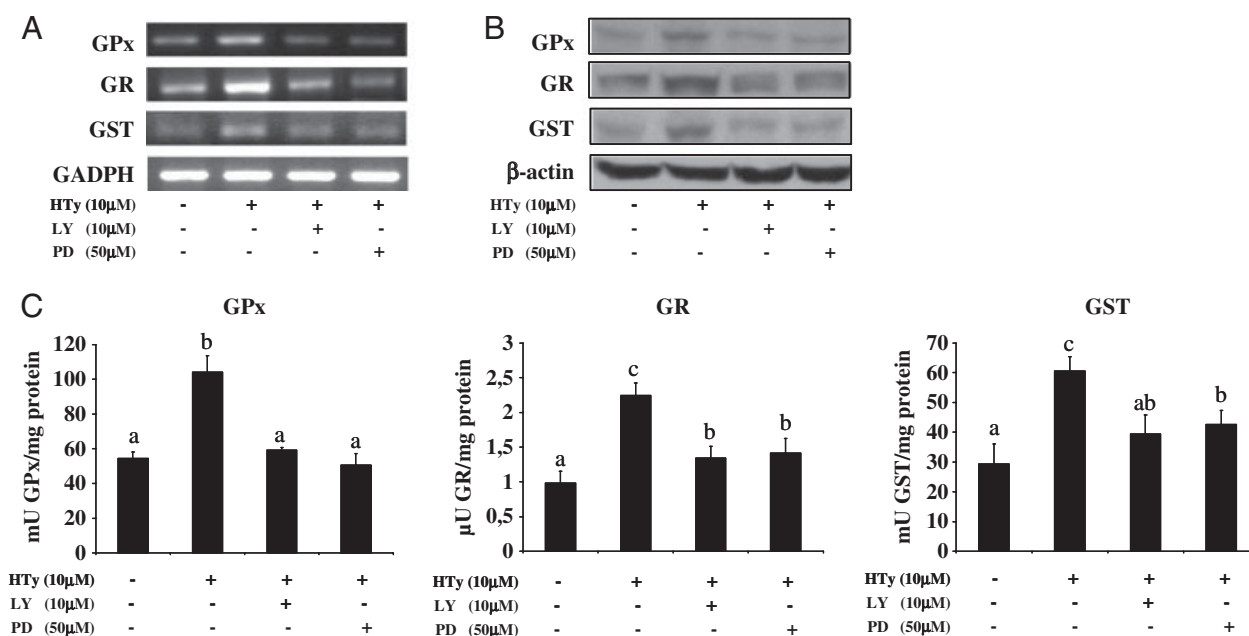 A
GPx
GR
GST
GADPH
HTy (10μM) - + + +
LY (10μM) - - + -
PD (50μM) - - - +
B
GPx
GR
GST
β-actin
HTy (10μM) - + + +
LY (10μM) - - + -
PD (50μM) - - - +
C
GPx
mU GPx/mg protein
120
100
80
60
40
20
0
a b a a
HTy (10μM) - + + +
LY (10μM) - - + -
PD (50μM) - - - +
GR
μU GR/mg protein
3
2,5
2
1,5
1
0,5
0
a c b b
HTy (10μM) - + + +
LY (10μM) - - + -
PD (50μM) - - - +
GST
mU GST/mg protein
70
60
50
40
30
20
10
0
a c ab b
HTy (10μM) - + + +
LY (10μM) - - + -
PD (50μM) - - - +